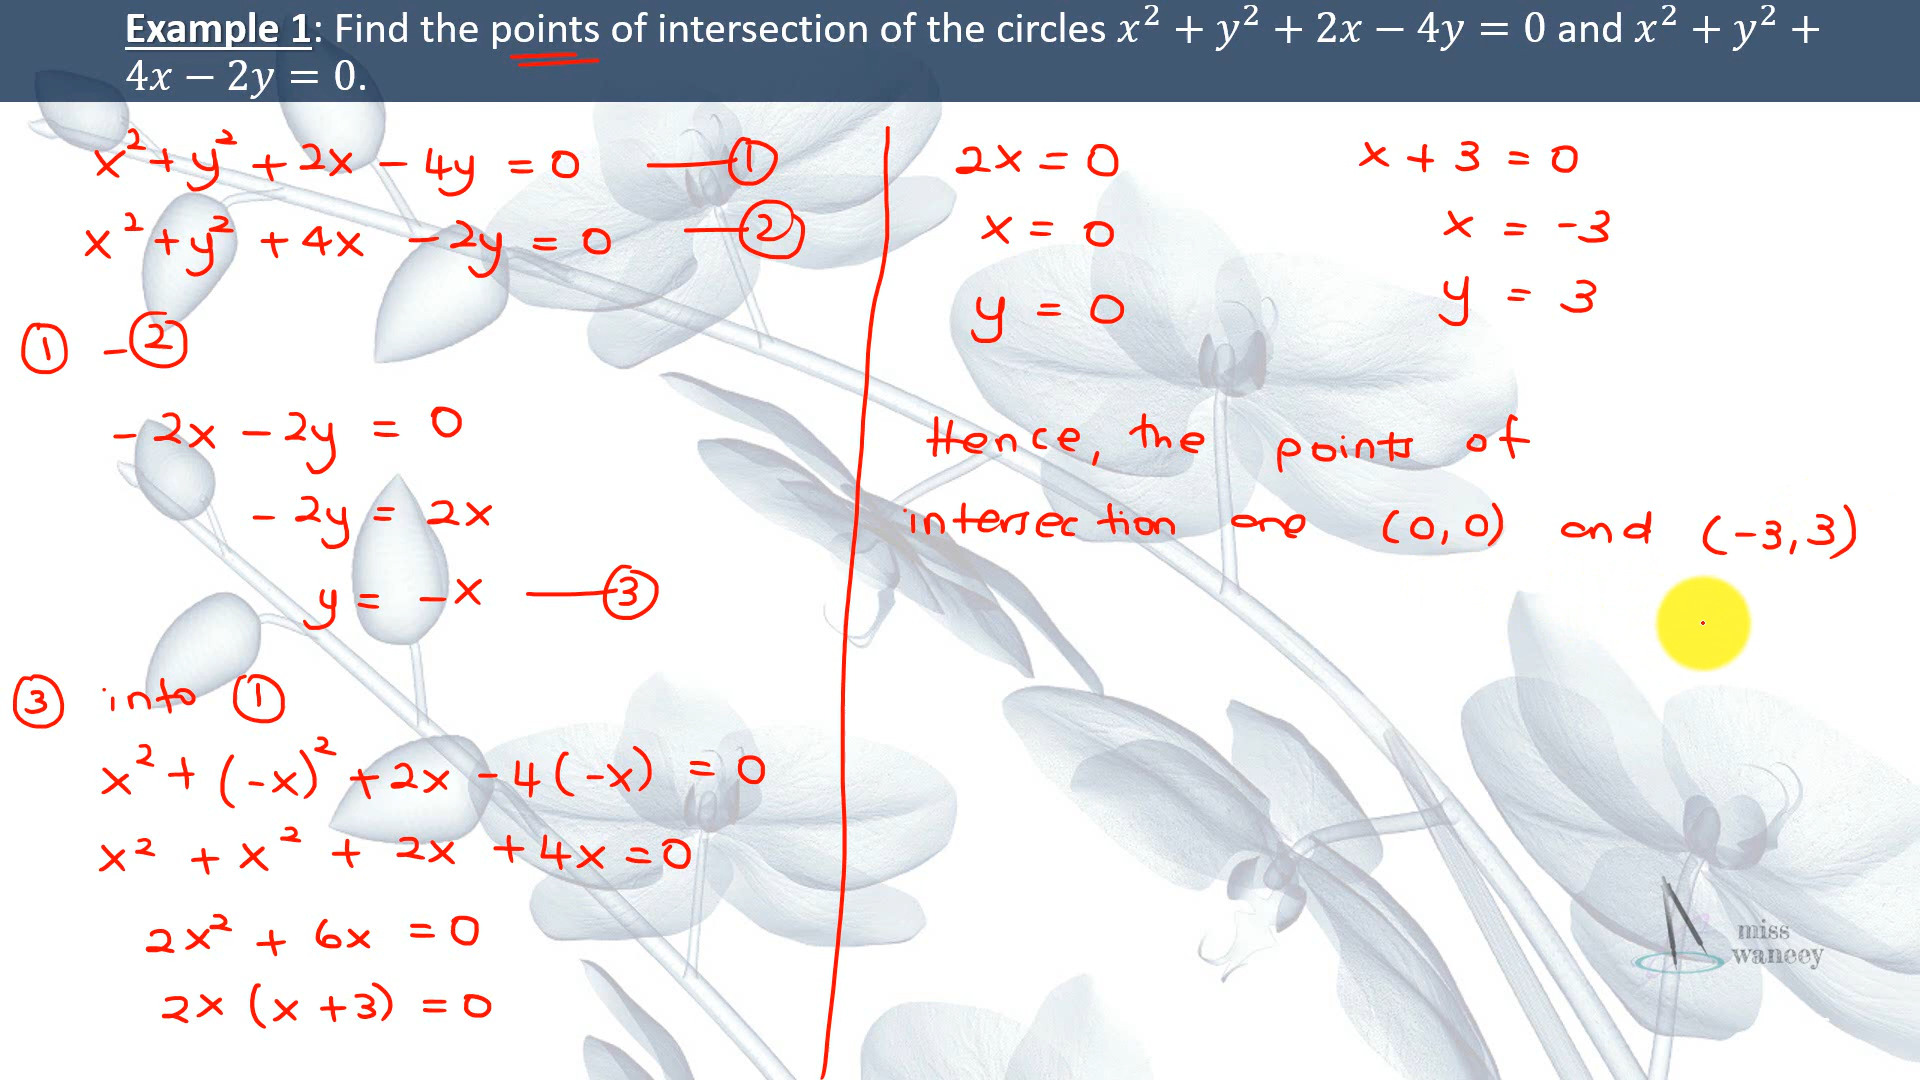 Example 1: Find the points of intersection of the circles x² + y² + 2x − 4y = 0 and x² + y² +
4x − 2y = 0.
x² + y² + 2x − 4y = 0 —— ①
x² + y² + 4x − 2y = 0 —— ②
① − ②
−2x − 2y = 0
−2y = 2x
y = −x —— ③
③ into ①
x² + (−x)² + 2x − 4(−x) = 0
x² + x² + 2x + 4x = 0
2x² + 6x = 0
2x (x + 3) = 0
2x = 0
x = 0
y = 0
x + 3 = 0
x = −3
y = 3
Hence, the points of
intersection are (0,0) and (−3,3)
miss
waneey